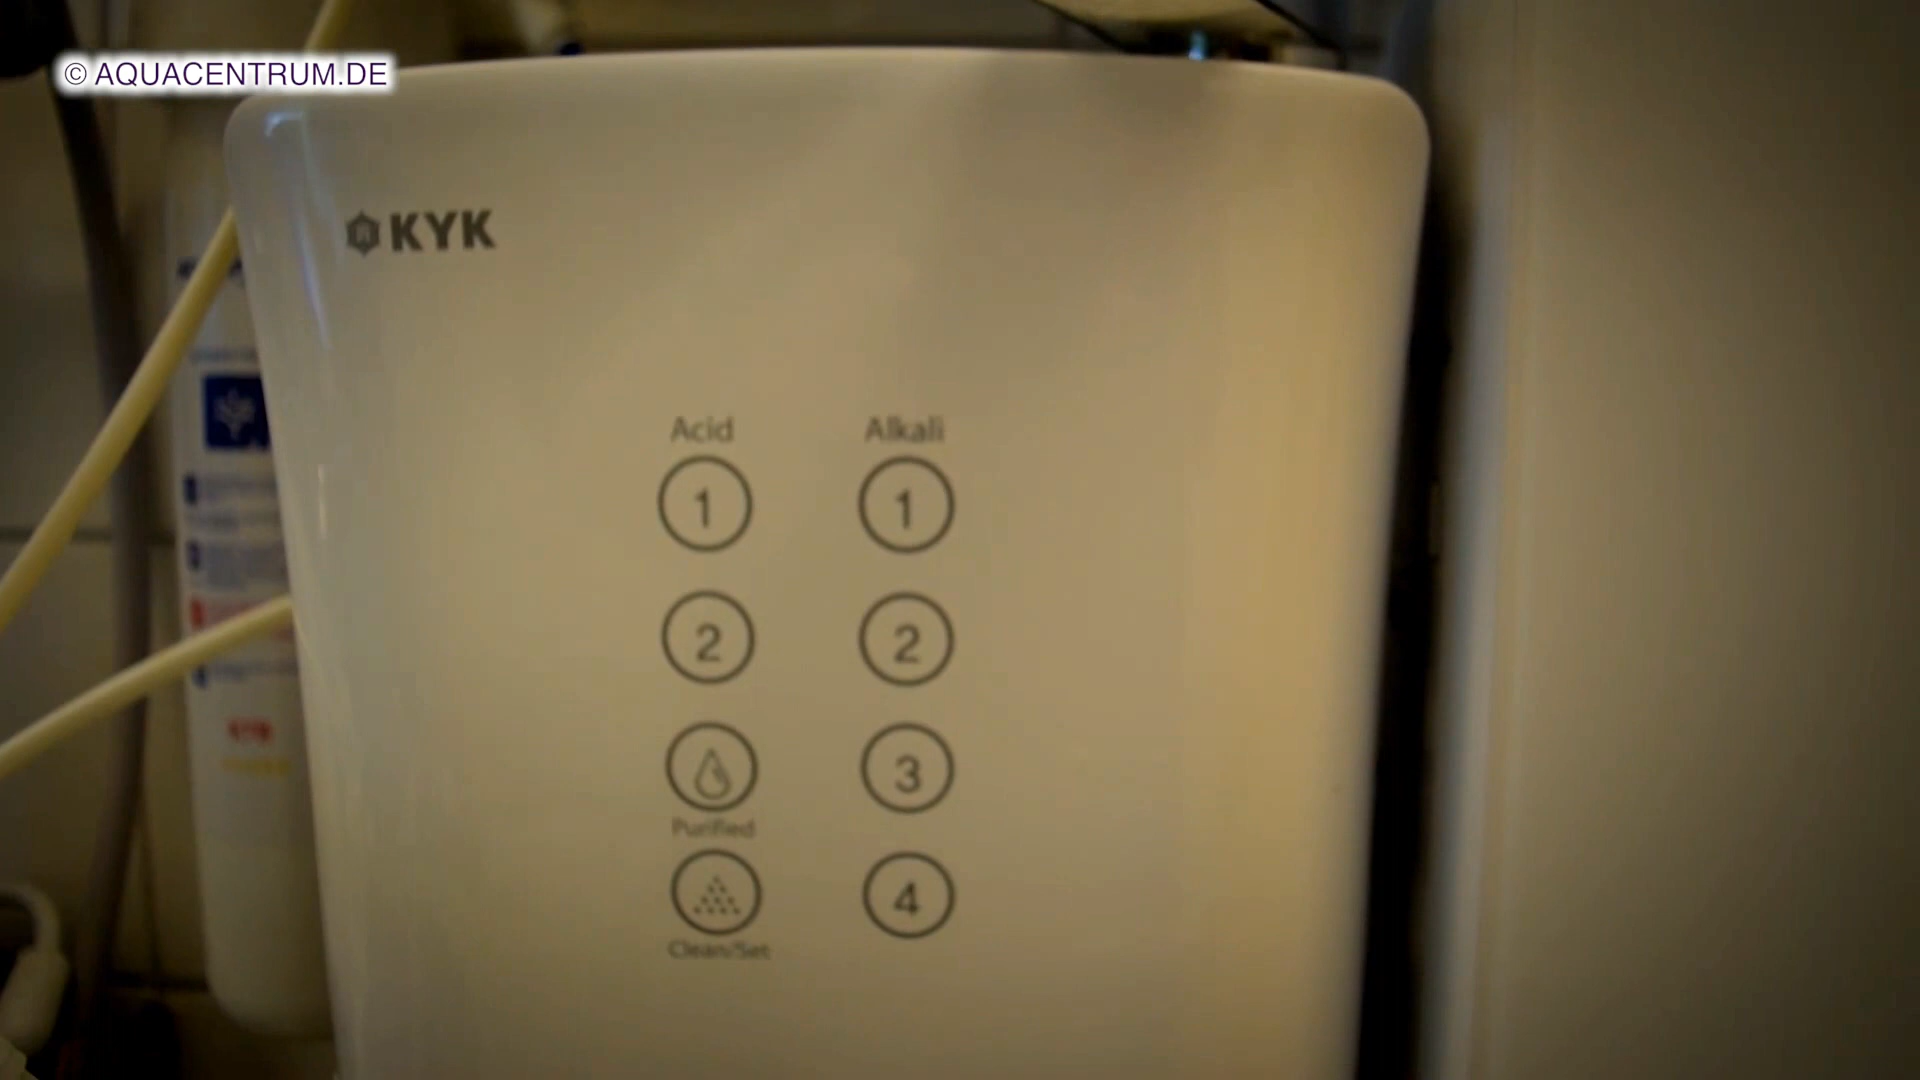 © AQUACENTRUM.DE
KYK
Acid
Alkali
1
1
2
2
3
Purified
4
Clean/Set